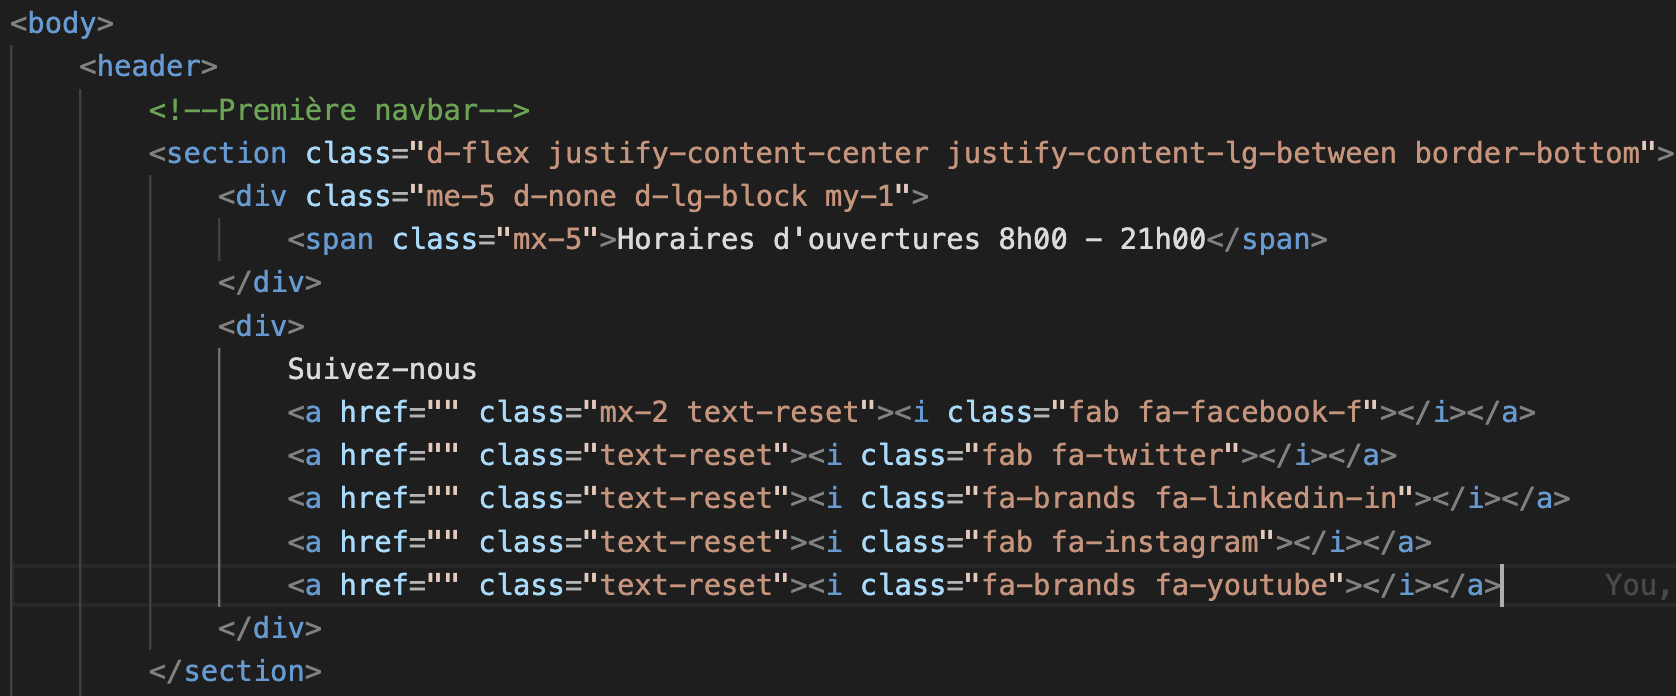 <body>
<header>
<!--Première navbar-->
<section class="d-flex justify-content-center justify-content-lg-between border-bottom">
<div class="me-5 d-none d-lg-block my-1">
<span class="mx-5">Horaires d'ouvertures 8h00 - 21h00</span>
</div>
<div>
Suivez-nous
<a href="" class="mx-2 text-reset"><i class="fab fa-facebook-f"></i></a>
<a href="" class="text-reset"><i class="fab fa-twitter"></i></a>
<a href="" class="text-reset"><i class="fa-brands fa-linkedin-in"></i></a>
<a href="" class="text-reset"><i class="fab fa-instagram"></i></a>
<a href="" class="text-reset"><i class="fa-brands fa-youtube"></i></a> You,
</div>
</section>